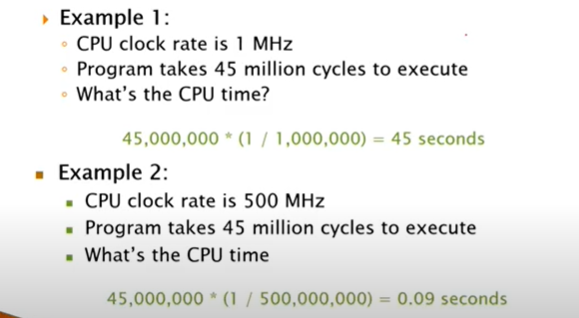 Example 1:
CPU clock rate is 1 MHz
Program takes 45 million cycles to execute
What's the CPU time?
45,000,000 * (1 / 1,000,000) = 45 seconds
Example 2:
CPU clock rate is 500 MHz
Program takes 45 million cycles to execute
What's the CPU time
45,000,000 * (1 / 500,000,000) = 0.09 seconds